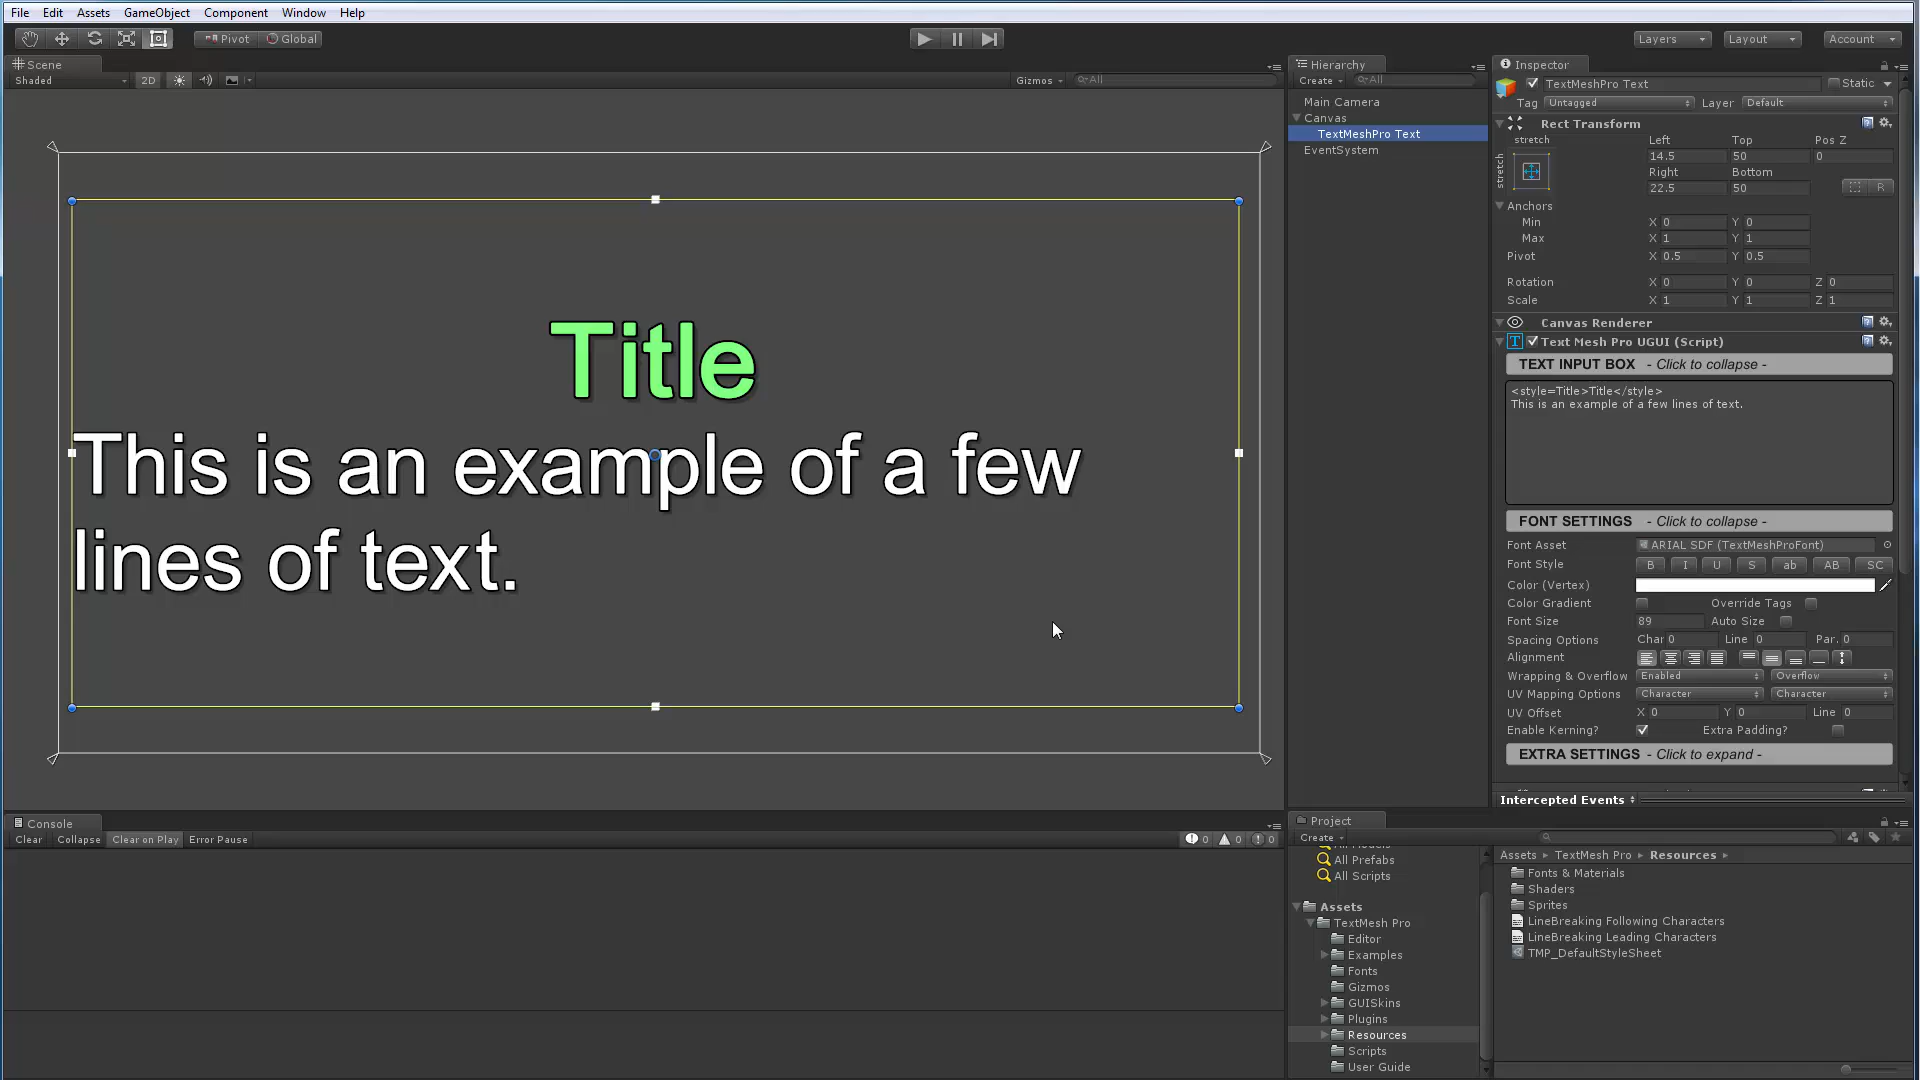 File Edit Assets GameObject Component Window Help
Pivot Global Layers Layout Account
Scene
Shaded 2D Gizmos All
Title
This is an example of a few
lines of text.
Console
Clear Collapse Clear on Play Error Pause 0 0 0
Hierarchy
Create All
Main Camera
Canvas
TextMeshPro Text
EventSystem
Inspector
TextMeshPro Text Static
Tag Untagged Layer Default
Rect Transform
stretch Left Top Pos Z
stretch 14.5 50 0
Right Bottom
22.5 50 R
Anchors
Min X 0 Y 0
Max X 1 Y 1
Pivot X 0.5 Y 0.5
Rotation X 0 Y 0 Z 0
Scale X 1 Y 1 Z 1
Canvas Renderer
Text Mesh Pro UGUI (Script)
TEXT INPUT BOX - Click to collapse -
<style=Title>Title</style>
This is an example of a few lines of text.
FONT SETTINGS - Click to collapse -
Font Asset ARIAL SDF (TextMeshProFont)
Font Style B I U S ab AB SC
Color (Vertex)
Color Gradient Override Tags
Font Size 89 Auto Size
Spacing Options Char 0 Line 0 Par. 0
Alignment
Wrapping & Overflow Enabled Overflow
UV Mapping Options Character Character
UV Offset X 0 Y 0 Line 0
Enable Kerning? Extra Padding?
EXTRA SETTINGS - Click to expand -
Intercepted Events
Project
Create
All Prefabs
All Scripts
Assets
TextMesh Pro
Editor
Examples
Fonts
Gizmos
GUISkins
Plugins
Resources
Scripts
User Guide
Assets TextMesh Pro Resources
Fonts & Materials
Shaders
Sprites
LineBreaking Following Characters
LineBreaking Leading Characters
TMP_DefaultStyleSheet